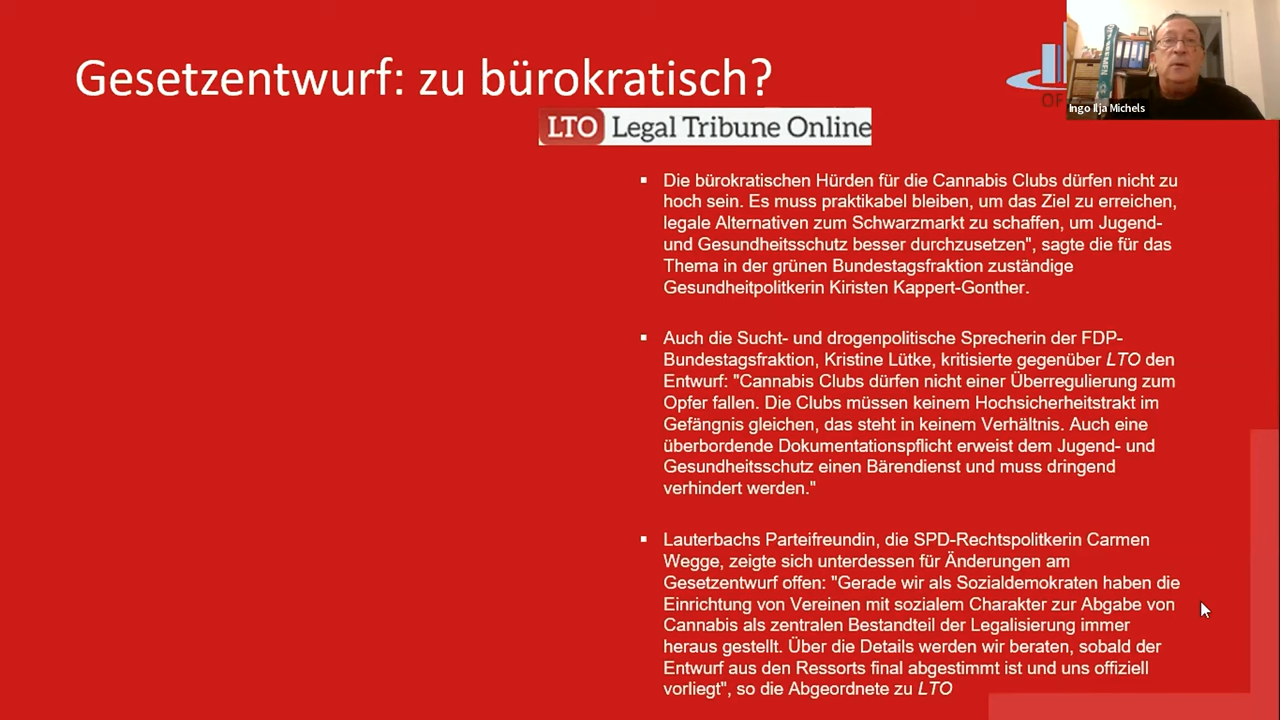 Gesetzentwurf: zu bürokratisch?
Ingo Ilja Michels
LTO Legal Tribune Online
▪ Die bürokratischen Hürden für die Cannabis Clubs dürfen nicht zu
hoch sein. Es muss praktikabel bleiben, um das Ziel zu erreichen,
legale Alternativen zum Schwarzmarkt zu schaffen, um Jugend-
und Gesundheitsschutz besser durchzusetzen", sagte die für das
Thema in der grünen Bundestagsfraktion zuständige
Gesundheitpolitkerin Kiristen Kappert-Gonther.
▪ Auch die Sucht- und drogenpolitische Sprecherin der FDP-
Bundestagsfraktion, Kristine Lütke, kritisierte gegenüber LTO den
Entwurf: "Cannabis Clubs dürfen nicht einer Überregulierung zum
Opfer fallen. Die Clubs müssen keinem Hochsicherheitstrakt im
Gefängnis gleichen, das steht in keinem Verhältnis. Auch eine
überbordende Dokumentationspflicht erweist dem Jugend- und
Gesundheitsschutz einen Bärendienst und muss dringend
verhindert werden."
▪ Lauterbachs Parteifreundin, die SPD-Rechtspolitkerin Carmen
Wegge, zeigte sich unterdessen für Änderungen am
Gesetzentwurf offen: "Gerade wir als Sozialdemokraten haben die
Einrichtung von Vereinen mit sozialem Charakter zur Abgabe von
Cannabis als zentralen Bestandteil der Legalisierung immer
heraus gestellt. Über die Details werden wir beraten, sobald der
Entwurf aus den Ressorts final abgestimmt ist und uns offiziell
vorliegt", so die Abgeordnete zu LTO